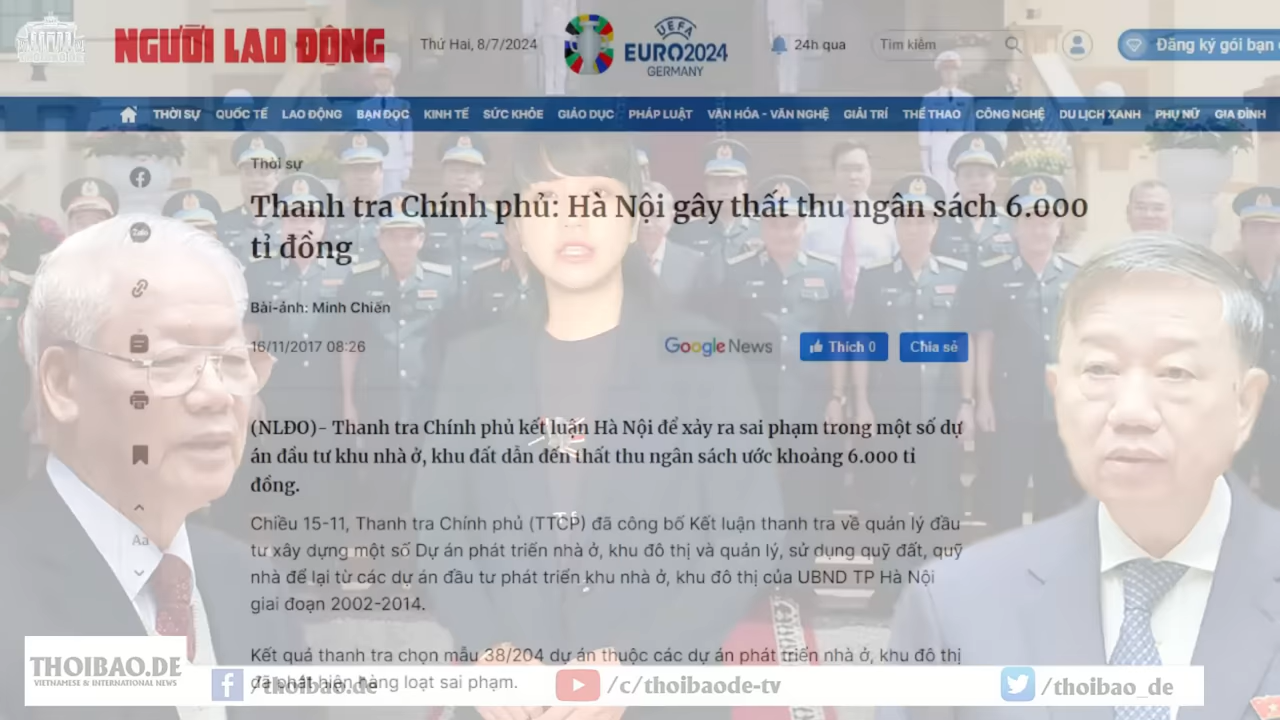 NGƯỜI LAO ĐỘNG
Thứ Hai, 8/7/2024
UEFA
EURO2024
GERMANY
24h qua
Tìm kiếm
Đăng ký gói bạn
THỜI SỰ QUỐC TẾ LAO ĐỘNG BẠN ĐỌC KINH TẾ SỨC KHỎE GIÁO DỤC PHÁP LUẬT VĂN HÓA - VĂN NGHỆ GIẢI TRÍ THỂ THAO CÔNG NGHỆ DU LỊCH XANH PHỤ NỮ GIA ĐÌNH
Thời sự
Thanh tra Chính phủ: Hà Nội gây thất thu ngân sách 6.000
tỉ đồng
Bài-ảnh: Minh Chiến
16/11/2017 08:26
Google News
Thích 0
Chia sẻ
Zalo
(NLĐO)- Thanh tra Chính phủ kết luận Hà Nội để xảy ra sai phạm trong một số dự
án đầu tư khu nhà ở, khu đất dẫn đến thất thu ngân sách ước khoảng 6.000 tỉ
đồng.
Aa
Chiều 15-11, Thanh tra Chính phủ (TTCP) đã công bố Kết luận thanh tra về quản lý đầu
tư xây dựng một số Dự án phát triển nhà ở, khu đô thị và quản lý, sử dụng quỹ đất, quỹ
nhà để lại từ các dự án đầu tư phát triển khu nhà ở, khu đô thị của UBND TP Hà Nội
giai đoạn 2002-2014.
Kết quả thanh tra chọn mẫu 38/204 dự án thuộc các dự án phát triển nhà ở, khu đô thị
đã phát hiện hàng loạt sai phạm.
THOIBAO.DE
VIETNAMESE & INTERNATIONAL NEWS
/thoibao.de
/c/thoibaode-tv
/thoibao_de